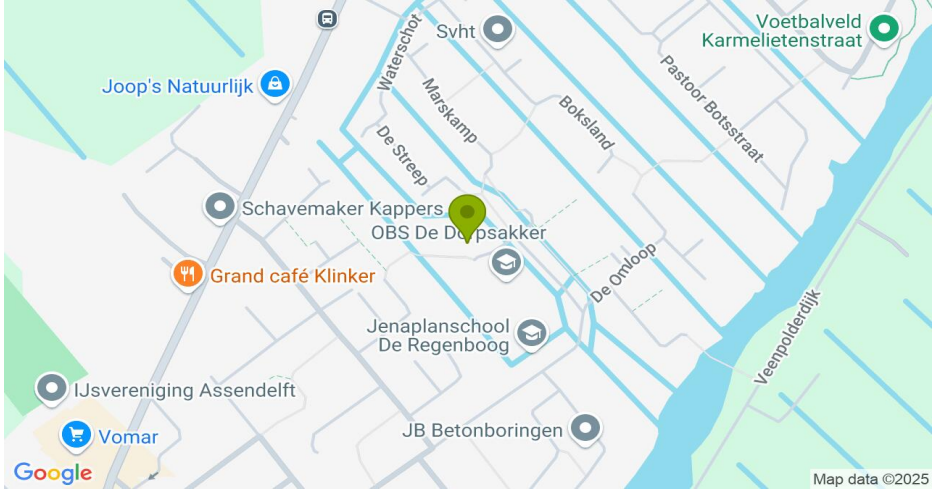 Voetbalveld
Karmelietenstraat
Svht
Waterschot
Joop's Natuurlijk
Marskamp
Boksland
Pastoor Botsstraat
De Streep
Schavemaker Kappers
OBS De Dorpsakker
Grand café Klinker
De Omloop
Jenaplanschool
De Regenboog
Veenpolderdijk
IJsvereniging Assendelft
JB Betonboringen
Vomar
Google
Map data ©2025